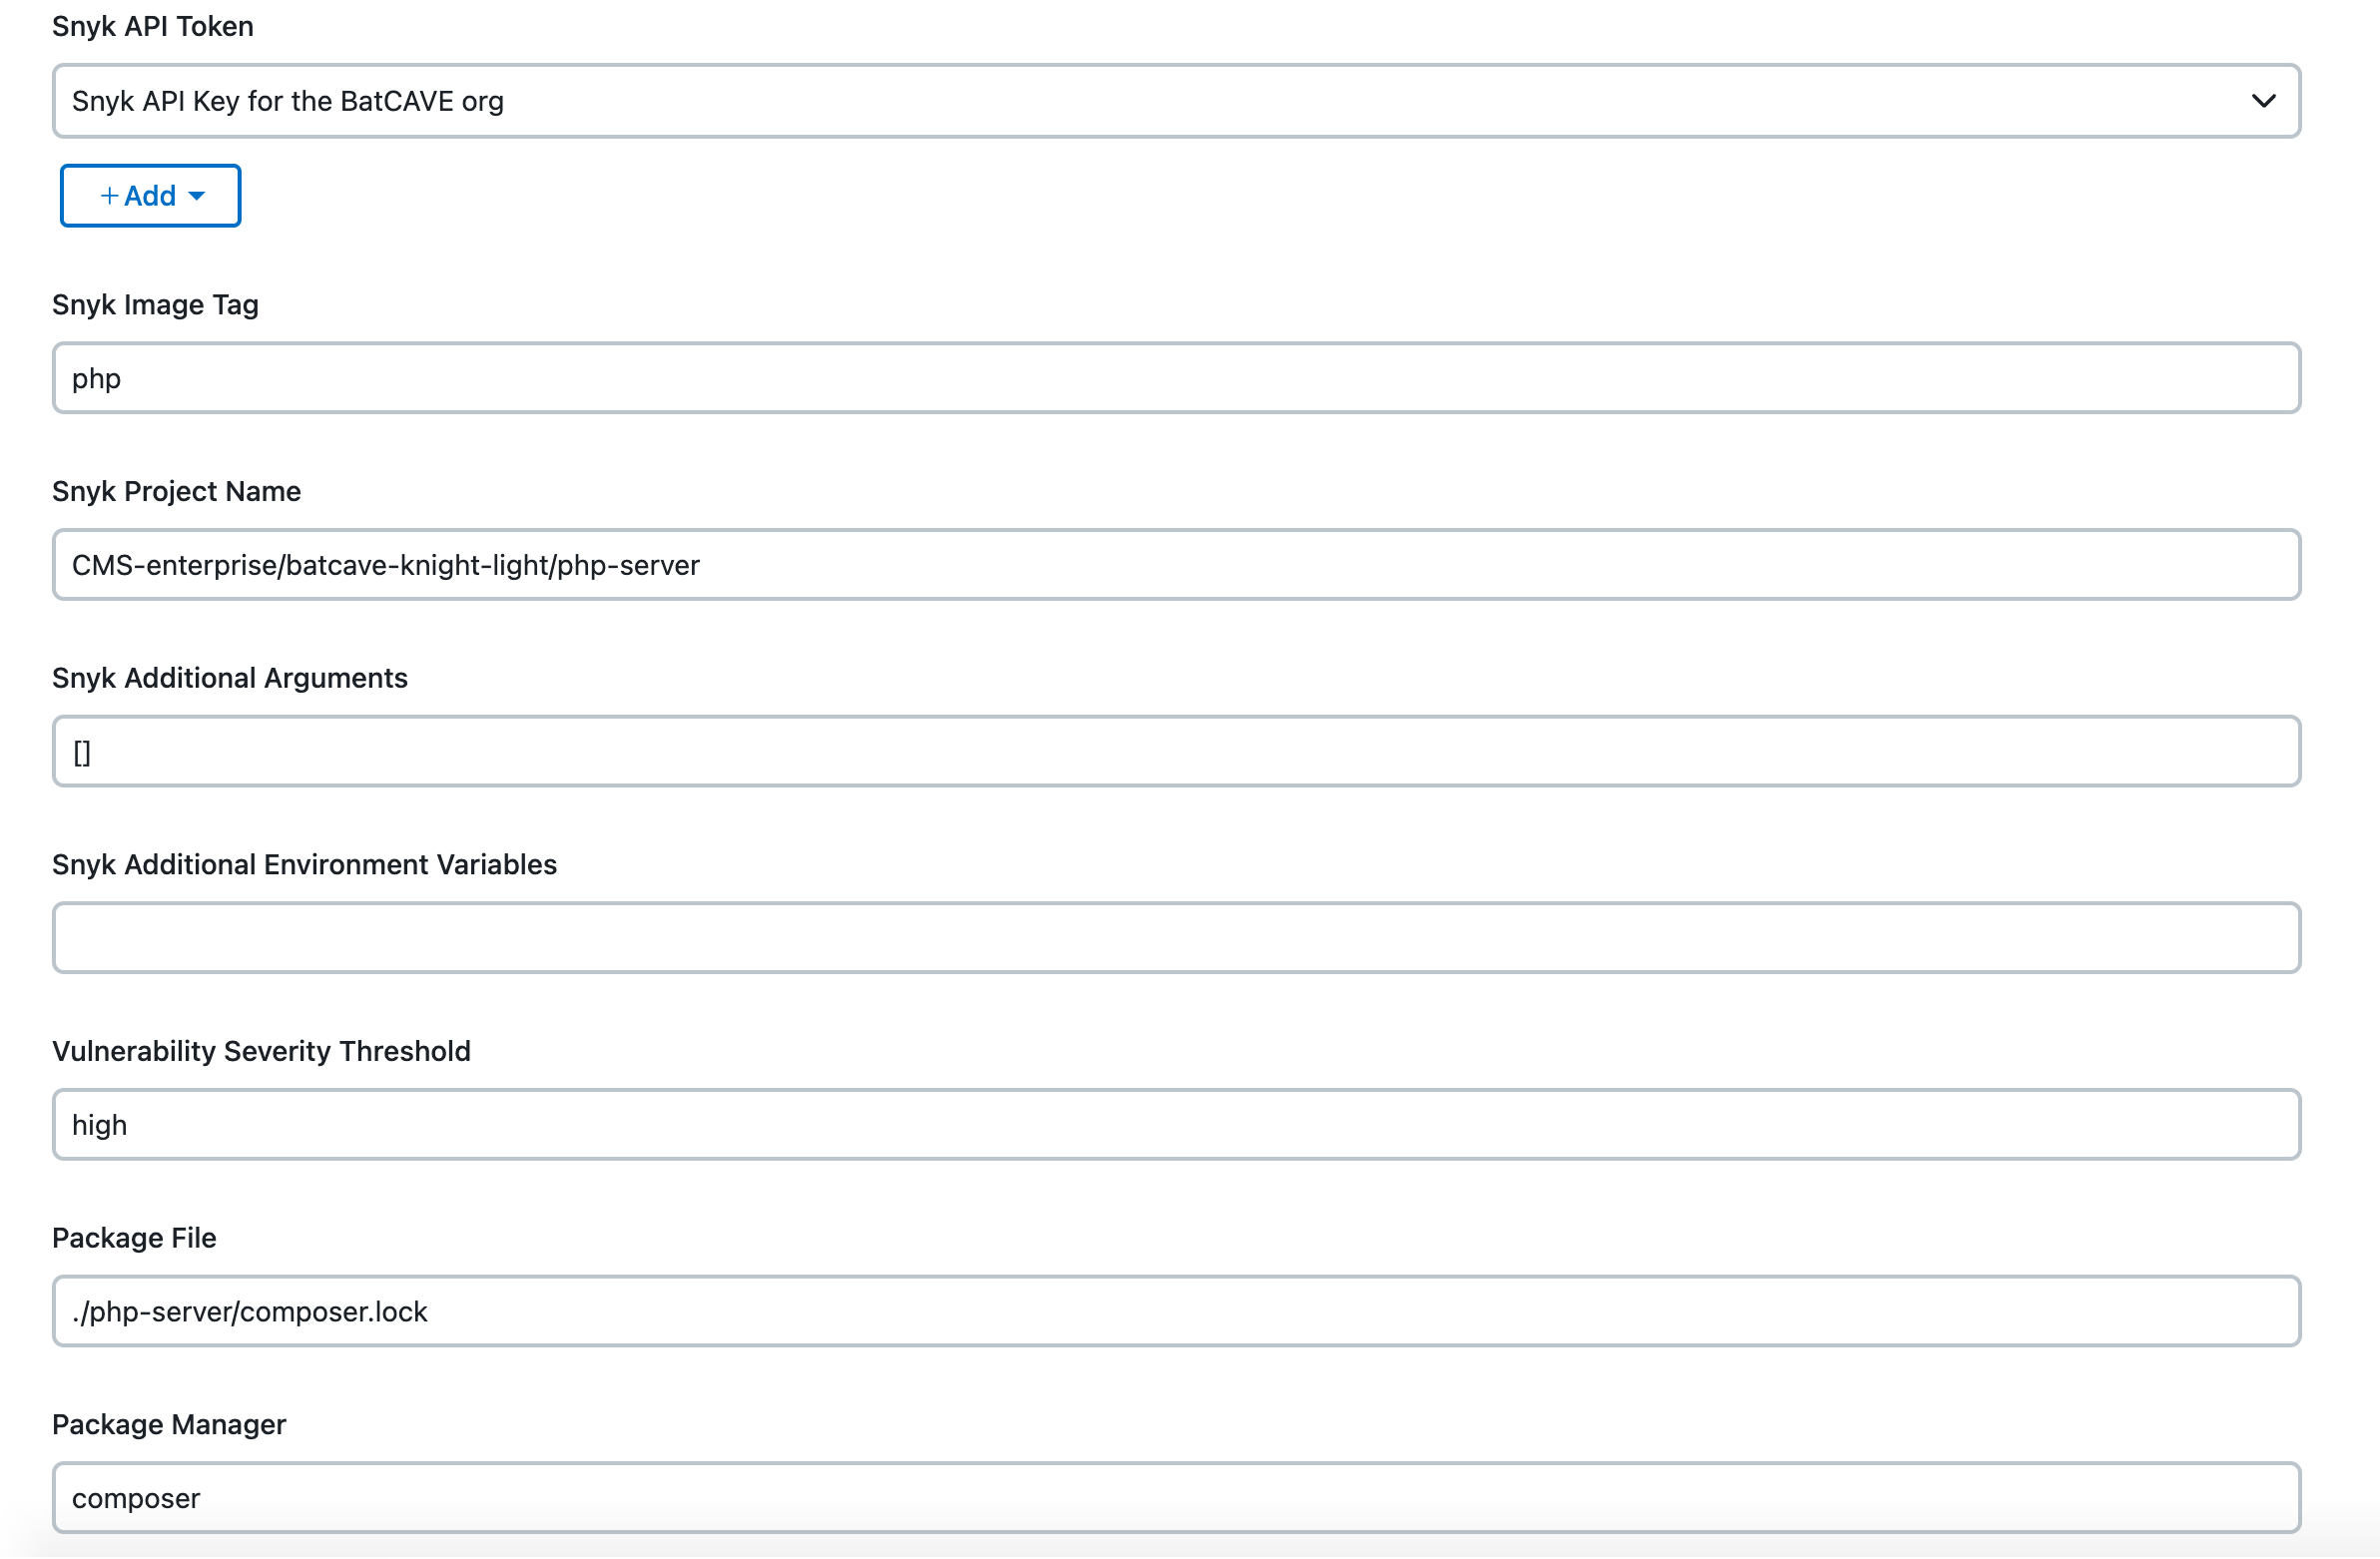 Snyk API Token
Snyk API Key for the BatCAVE org
+ Add
Snyk Image Tag
php
Snyk Project Name
CMS-enterprise/batcave-knight-light/php-server
Snyk Additional Arguments
[]
Snyk Additional Environment Variables
Vulnerability Severity Threshold
high
Package File
./php-server/composer.lock
Package Manager
composer